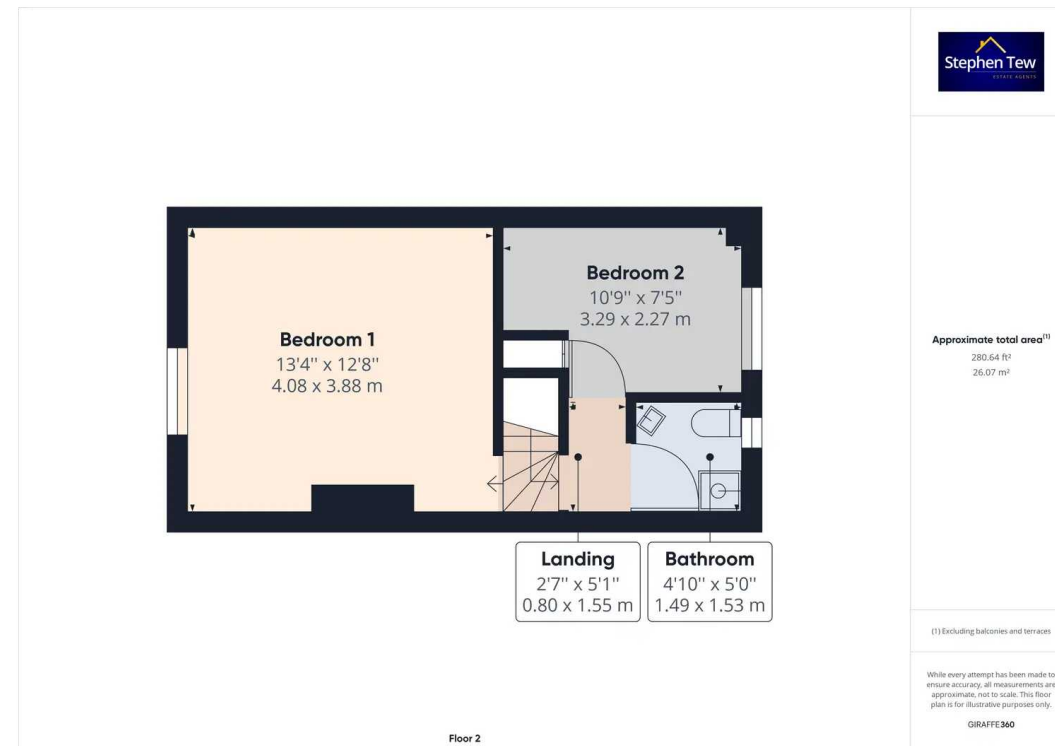 Stephen Tew
ESTATE AGENTS
Bedroom 1
13'4" x 12'8"
4.08 x 3.88 m
Bedroom 2
10'9" x 7'5"
3.29 x 2.27 m
Landing
2'7" x 5'1"
0.80 x 1.55 m
Bathroom
4'10" x 5'0"
1.49 x 1.53 m
Floor 2
Approximate total area(1)
280.64 ft²
26.07 m²
(1) Excluding balconies and terraces
While every attempt has been made to
ensure accuracy, all measurements are
approximate, not to scale. This floor
plan is for illustrative purposes only.
GIRAFFE360